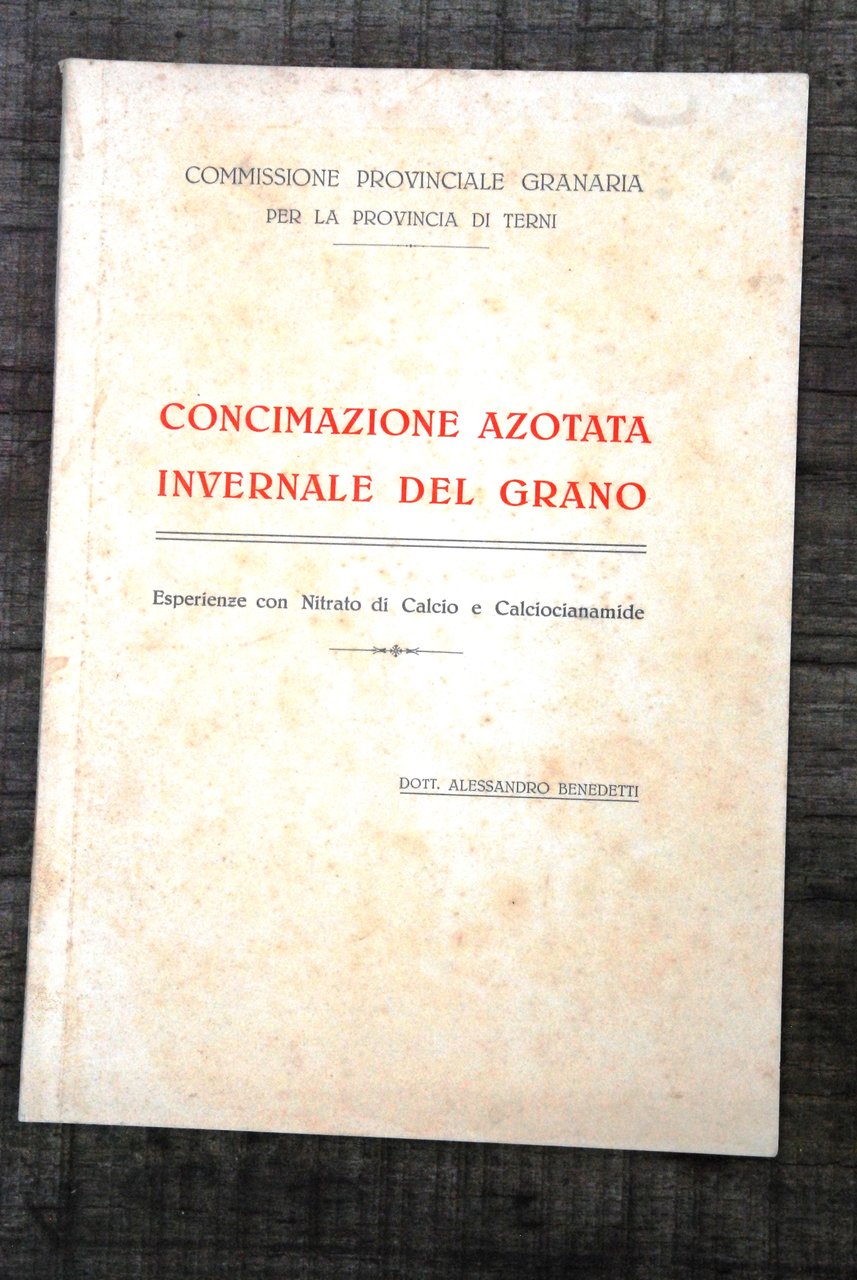 COMMISSIONE PROVINCIALE GRANARIA
PER LA PROVINCIA DI TERNI
CONCIMAZIONE AZOTATA
INVERNALE DEL GRANO
Esperienze con Nitrato di Calcio e Calciocianamide
DOTT. ALESSANDRO BENEDETTI